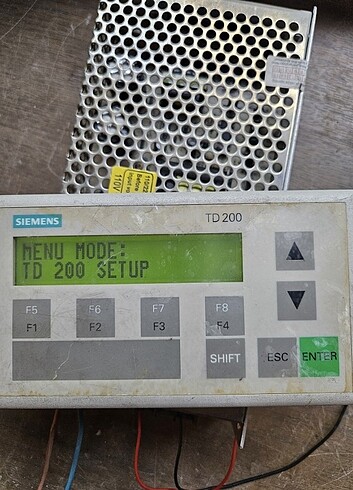 110V
SIEMENS
TD 200
MENU MODE:
TD 200 SETUP
F5
F6
F7
F8
F1
F2
F3
F4
SHIFT
ESC
ENTER